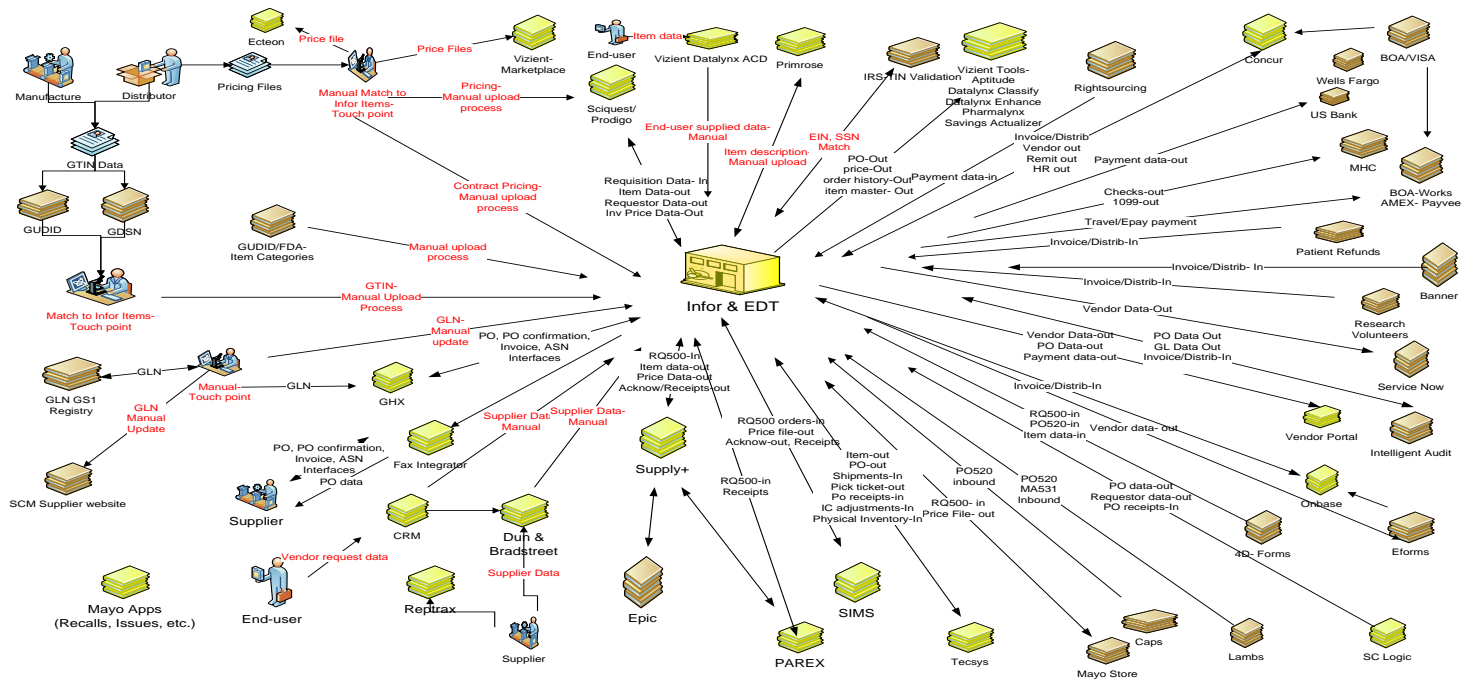 Ecteon
Price file
Price Files
Vizient-
Marketplace
End-user
Item data
Vizient Datalynx ACD
Primrose
IRS-TIN Validation
Vizient Tools-
Aptitude
Datalynx Classify
Datalynx Enhance
Pharmalynx
Savings Actualizer
Rightsourcing
Concur
BOA/VISA
Wells Fargo
US Bank
Manufacture
Distributor
Pricing Files
Manual Match to
Infor Items-
Touch point
Pricing-
Manual upload
process
Sciquest/
Prodigo
End-user supplied data-
Manual
Item description-
Manual upload
EIN, SSN
Match
PO-Out
price-Out
order history-Out
item master- Out
Payment data-in
Invoice/Distrib
Vendor out
Remit out
HR out
Payment data-out
MHC
BOA-Works
AMEX- Payvee
Checks-out
1099-out
Travel/Epay payment
Invoice/Distrib-In
Patient Refunds
GTIN Data
GUDID
GDSN
Contract Pricing-
Manual upload
process
Requisition Data- In
Item Data-out
Requestor Data-out
Inv Price Data-Out
GUDID/FDA-
Item Categories
Manual upload
process
Infor & EDT
Invoice/Distrib- In
Banner
Invoice/Distrib-In
Research
Volunteers
Match to Infor Items-
Touch point
GTIN-
Manual Upload
Process
GLN-
Manual
update
PO, PO confirmation,
Invoice, ASN
Interfaces
Vendor Data-Out
Service Now
Vendor Data-out
PO Data-out
Payment data-out
PO Data Out
GL Data Out
Invoice/Distrib-In
GLN GS1
Registry
GLN
Manual-
Touch point
GLN
GHX
RQ500-In
Item data-out
Price Data-out
Acknow/Receipts-out
Invoice/Distrib-In
Vendor Portal
Intelligent Audit
GLN
Manual
Update
SCM Supplier website
PO, PO confirmation,
Invoice, ASN
Interfaces
PO data
Fax Integrator
Supplier Data-
Manual
Supplier Data-
Manual
Supply+
RQ500 orders-in
Price file-out
Acknow-out, Receipts
RQ500-in
PO520-in
Item data-in
Vendor data- out
Supplier
CRM
Dun &
Bradstreet
RQ500-in
Receipts
Item-out
PO-out
Shipments-In
Pick ticket-out
Po receipts-in
IC adjustments-In
Physical Inventory-In
RQ500- in
Price File- out
PO520
inbound
PO520
MA531
Inbound
PO data-out
Requestor data-out
PO receipts-In
Onbase
Eforms
4D- Forms
Vendor request data
End-user
Supplier Data
Mayo Apps
(Recalls, Issues, etc.)
Reptrax
Supplier
Epic
PAREX
SIMS
Tecsys
Mayo Store
Caps
Lambs
SC Logic